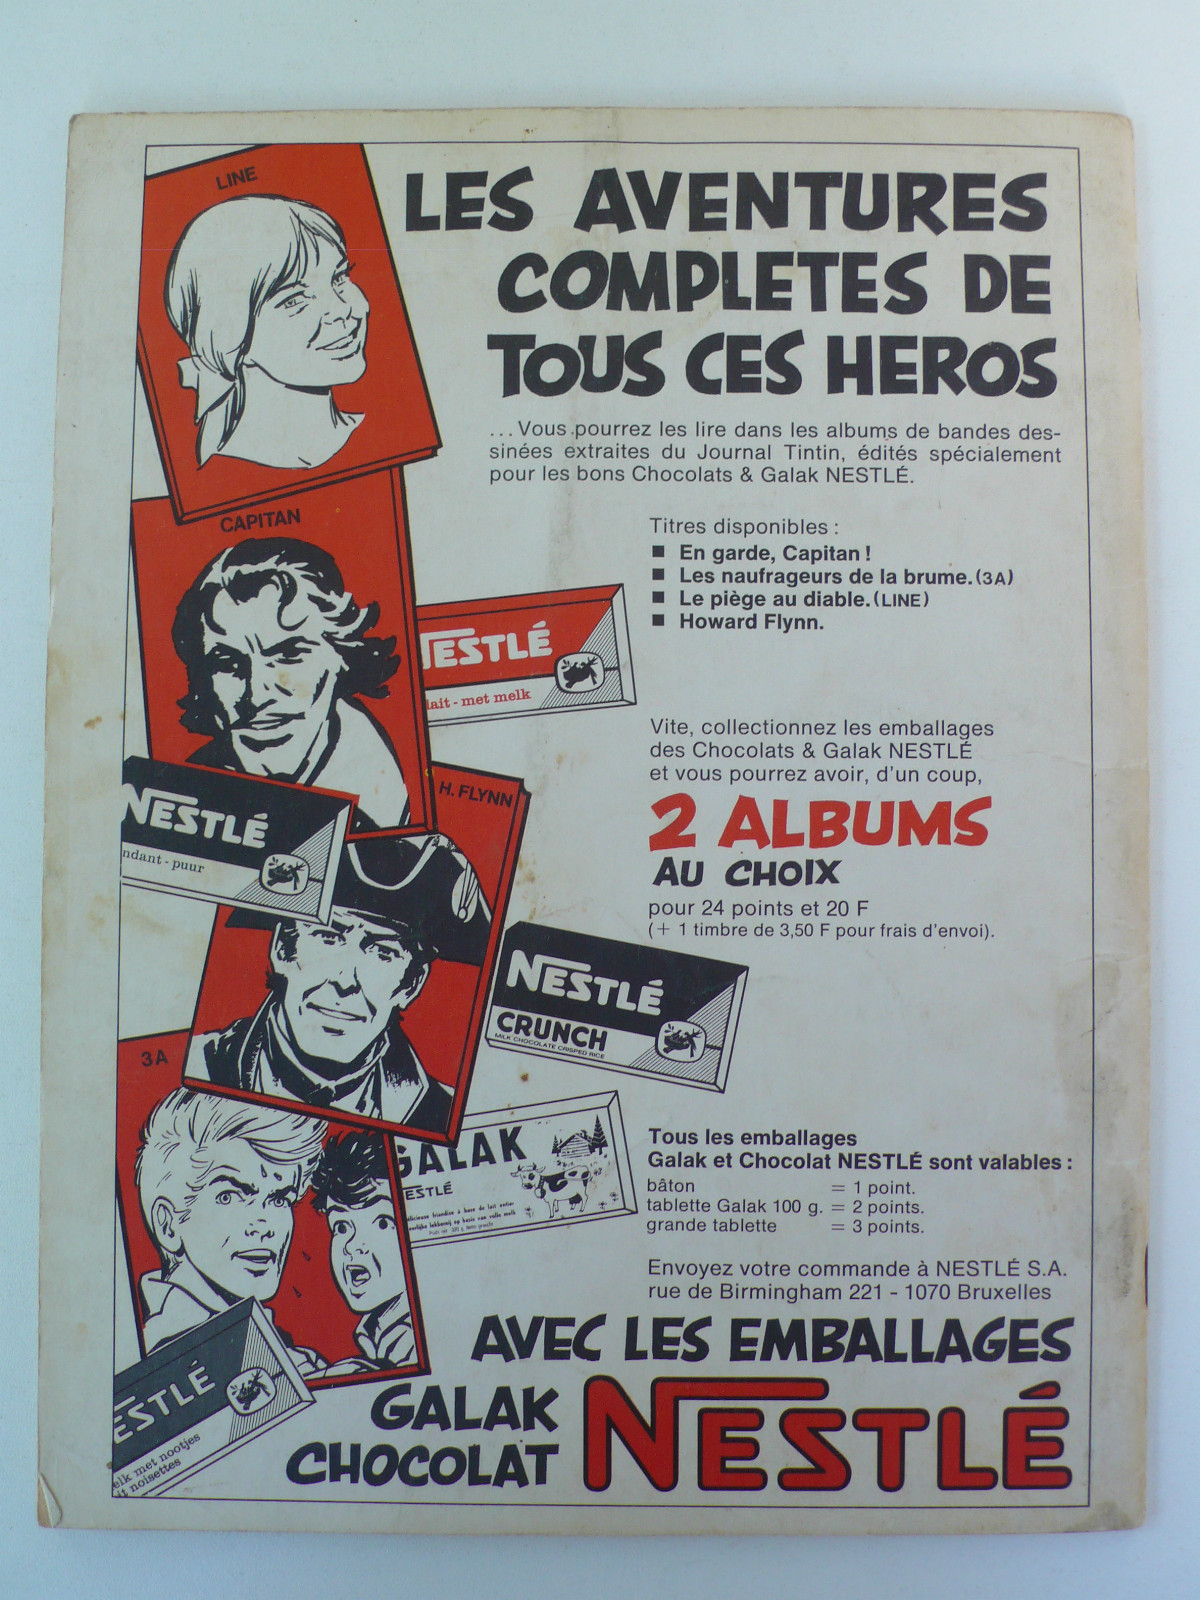 LINE
LES AVENTURES
COMPLETES DE
TOUS CES HEROS
...Vous pourrez les lire dans les albums de bandes des-
sinées extraites du Journal Tintin, édités spécialement
pour les bons Chocolats & Galak NESTLÉ.
CAPITAN
Titres disponibles :
■ En garde, Capitan !
■ Les naufrageurs de la brume. (3A)
■ Le piège au diable. (LINE)
■ Howard Flynn.
NESTLÉ
lait - met melk
Vite, collectionnez les emballages
des Chocolats & Galak NESTLÉ
et vous pourrez avoir, d'un coup,
2 ALBUMS
AU CHOIX
pour 24 points et 20 F
(+ 1 timbre de 3,50 F pour frais d'envoi).
H. FLYNN
NESTLÉ
ndant - puur
NESTLÉ
CRUNCH
MILK CHOCOLATE CRISPED RICE
3A
GALAK
ESTLÉ
Tous les emballages
Galak et Chocolat NESTLÉ sont valables :
bâton = 1 point.
tablette Galak 100 g. = 2 points.
grande tablette = 3 points.
Envoyez votre commande à NESTLÉ S.A.
rue de Birmingham 221 - 1070 Bruxelles
AVEC LES EMBALLAGES
GALAK
CHOCOLAT
NESTLÉ
ESTLÉ
elk met nootjes
it noisettes